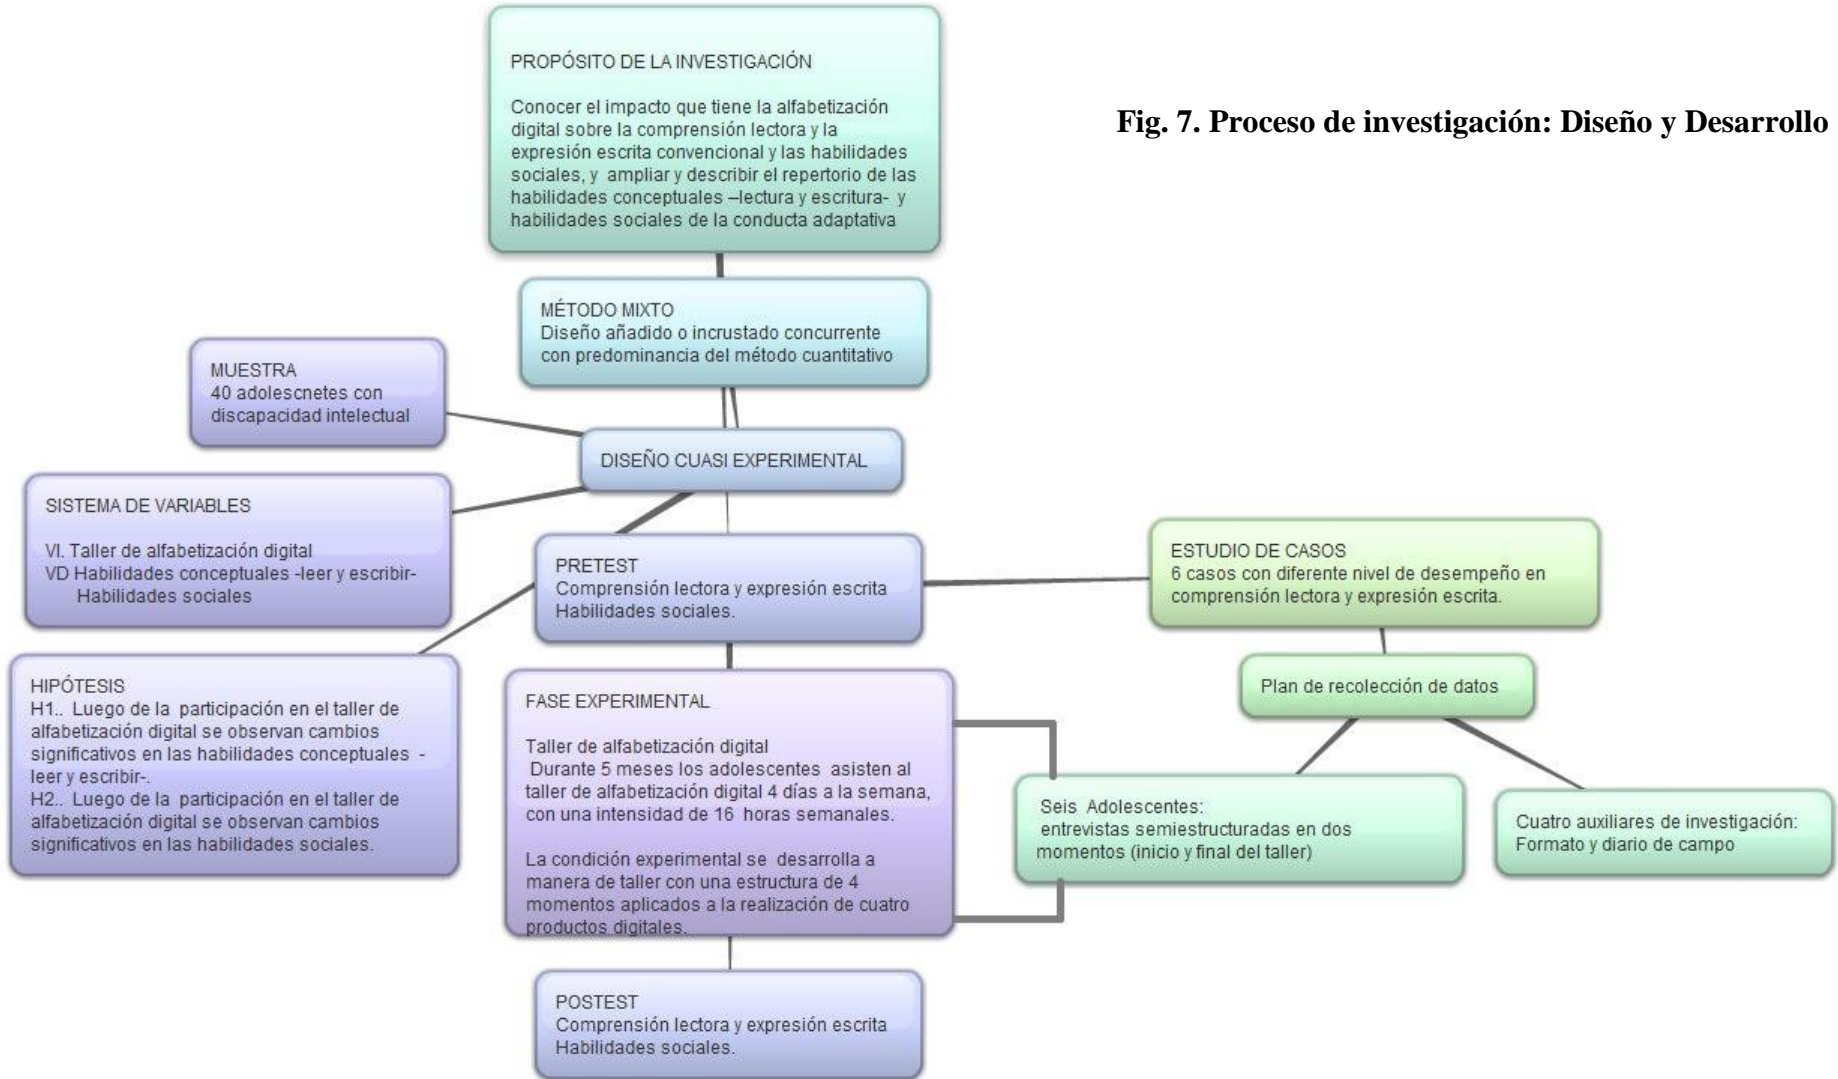 PROPÓSITO DE LA INVESTIGACIÓN
Conocer el impacto que tiene la alfabetización
digital sobre la comprensión lectora y la
expresión escrita convencional y las habilidades
sociales, y ampliar y describir el repertorio de las
habilidades conceptuales –lectura y escritura- y
habilidades sociales de la conducta adaptativa
Fig. 7. Proceso de investigación: Diseño y Desarrollo
MÉTODO MIXTO
Diseño añadido o incrustado concurrente
con predominancia del método cuantitativo
MUESTRA
40 adolescnetes con
discapacidad intelectual
DISEÑO CUASI EXPERIMENTAL
SISTEMA DE VARIABLES
VI. Taller de alfabetización digital
VD Habilidades conceptuales -leer y escribir-
Habilidades sociales
PRETEST
Comprensión lectora y expresión escrita
Habilidades sociales.
ESTUDIO DE CASOS
6 casos con diferente nivel de desempeño en
comprensión lectora y expresión escrita.
HIPÓTESIS
H1.. Luego de la participación en el taller de
alfabetización digital se observan cambios
significativos en las habilidades conceptuales -
leer y escribir-.
H2.. Luego de la participación en el taller de
alfabetización digital se observan cambios
significativos en las habilidades sociales.
FASE EXPERIMENTAL
Taller de alfabetización digital
Durante 5 meses los adolescentes asisten al
taller de alfabetización digital 4 días a la semana,
con una intensidad de 16 horas semanales.
La condición experimental se desarrolla a
manera de taller con una estructura de 4
momentos aplicados a la realización de cuatro
productos digitales.
Plan de recolección de datos
Seis Adolescentes:
entrevistas semiestructuradas en dos
momentos (inicio y final del taller)
Cuatro auxiliares de investigación:
Formato y diario de campo
POSTEST
Comprensión lectora y expresión escrita
Habilidades sociales.